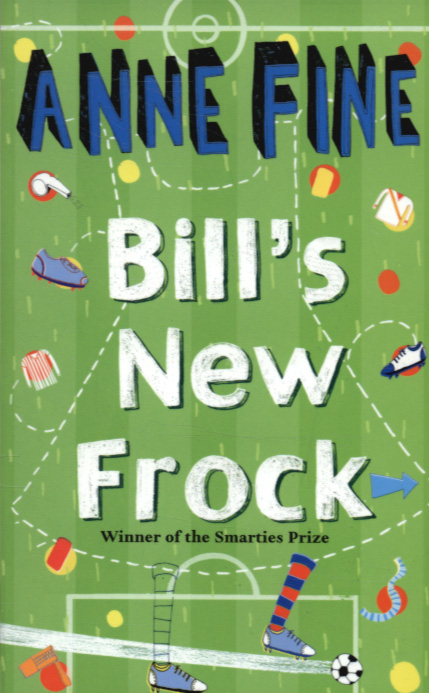 ANNE FINE
Bill's
New
Frock
Winner of the Smarties Prize